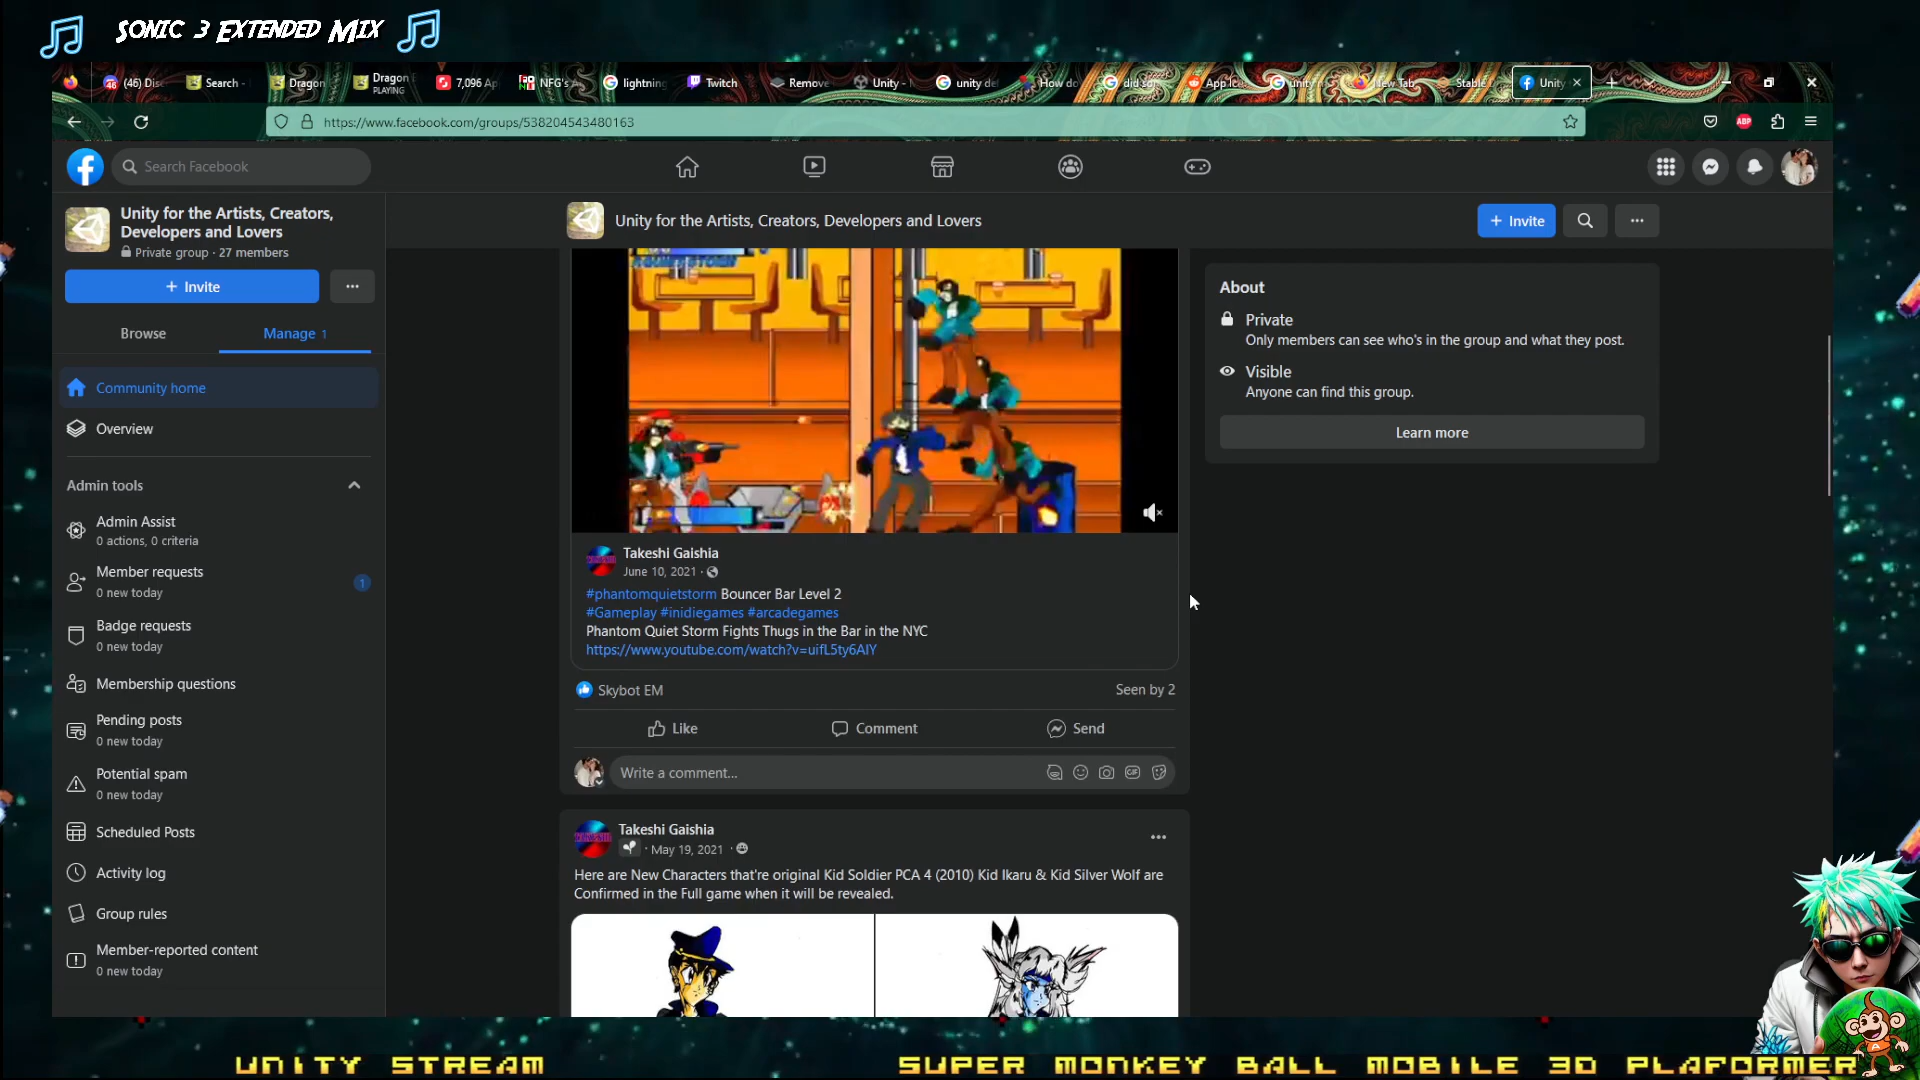 SONIC 3 EXTENDED MIX
(46) Dis
Search -
Dragon
Dragon
PLAYING
7,096 Ap
NFG's A
lightning
Twitch
Remove
Unity -
unity de
How do
did so
App Ic
unity
New Tab
Stable
Unity
https://www.facebook.com/groups/538204543480163
ABP
Search Facebook
Unity for the Artists, Creators,
Developers and Lovers
Private group · 27 members
+ Invite
Browse
Manage 1
Community home
Overview
Admin tools
Admin Assist
0 actions, 0 criteria
Member requests
0 new today
1
Badge requests
0 new today
Membership questions
Pending posts
0 new today
Potential spam
0 new today
Scheduled Posts
Activity log
Group rules
Member-reported content
0 new today
Unity for the Artists, Creators, Developers and Lovers
+ Invite
Takeshi Gaishia
June 10, 2021 ·
#phantomquietstorm Bouncer Bar Level 2
#Gameplay #inidiegames #arcadegames
Phantom Quiet Storm Fights Thugs in the Bar in the NYC
https://www.youtube.com/watch?v=uifL5ty6AlY
Skybot EM
Seen by 2
Like
Comment
Send
Write a comment...
GIF
Takeshi Gaishia
· May 19, 2021 ·
Here are New Characters that're original Kid Soldier PCA 4 (2010) Kid Ikaru & Kid Silver Wolf are
Confirmed in the Full game when it will be revealed.
About
Private
Only members can see who's in the group and what they post.
Visible
Anyone can find this group.
Learn more
UNITY STREAM
SUPER MONKEY BALL MOBILE 3D PLAFORMER